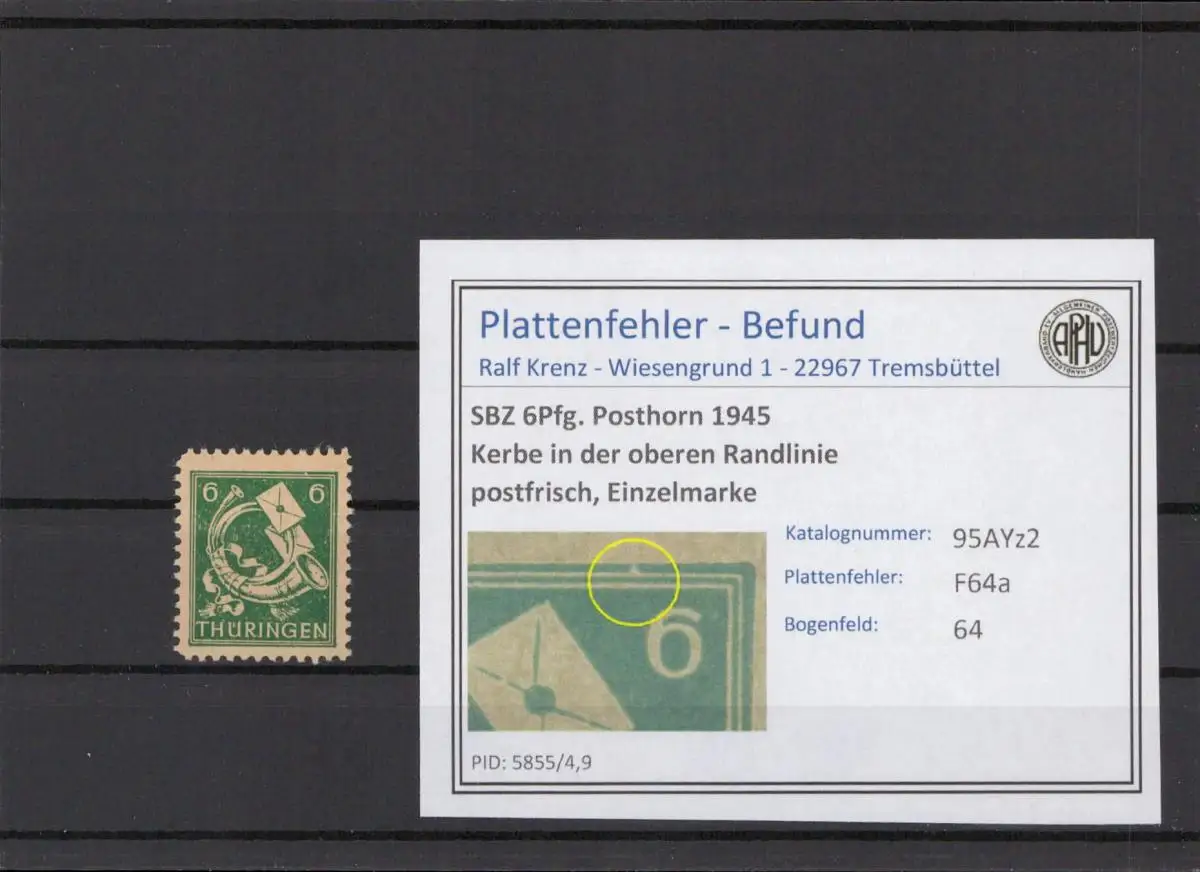 6 6
THÜRINGEN
Plattenfehler - Befund
Ralf Krenz - Wiesengrund 1 - 22967 Tremsbüttel
APHV
SBZ 6Pfg. Posthorn 1945
Kerbe in der oberen Randlinie
postfrisch, Einzelmarke
6
Katalognummer: 95AYz2
Plattenfehler: F64a
Bogenfeld: 64
PID: 5855/4,9